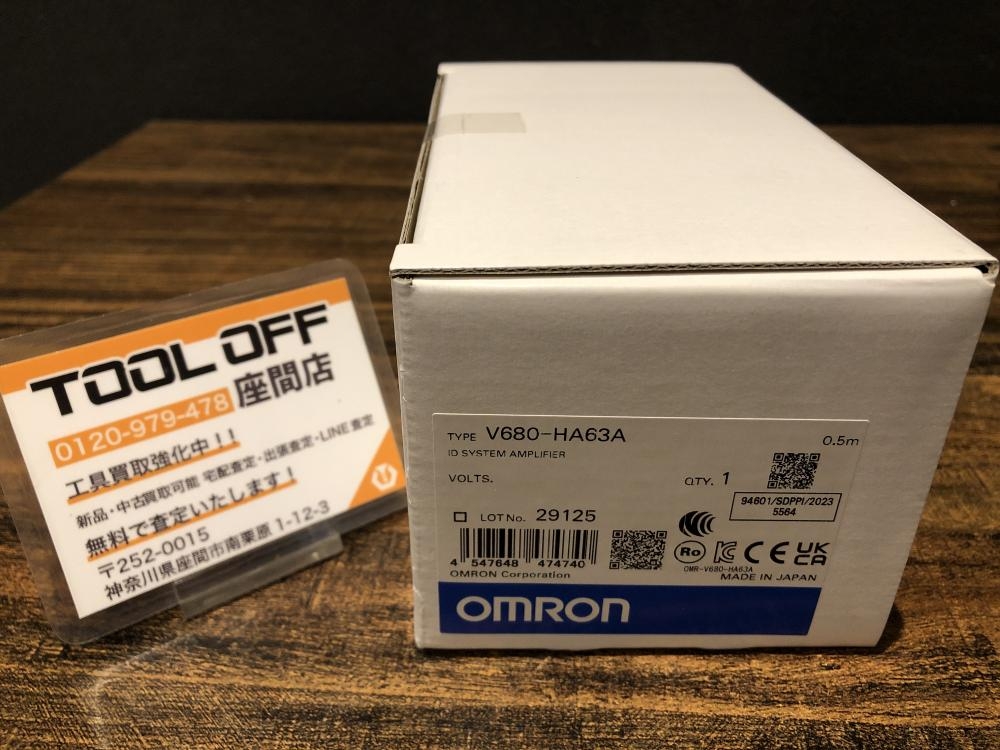 TOOL OFF
0120-979-478 座間店
工具買取強化中！！
新品・中古買取可能 宅配査定・出張査定・LINE査定
無料で査定いたします！
〒252-0015
神奈川県座間市南栗原 1-12-3
TYPE V680-HA63A 0.5m
ID SYSTEM AMPLIFIER
VOLTS. QTY. 1
94601/SDPPI/2023
5564
LOT No. 29125
4 547648 474740
Ro CE UK CA
OMR-V680-HA63A
OMRON Corporation MADE IN JAPAN
OMRON